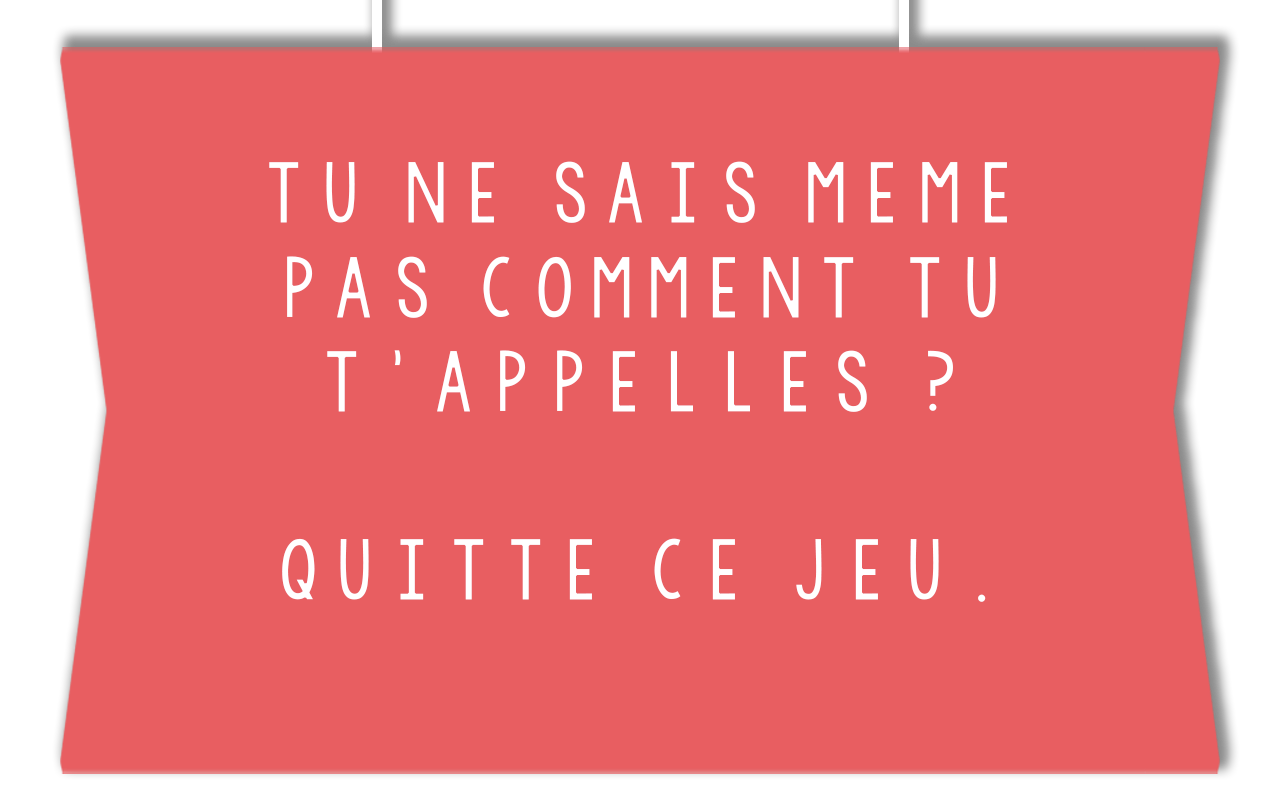 TU NE SAIS MEME
PAS COMMENT TU
T'APPELLES ?
QUITTE CE JEU.